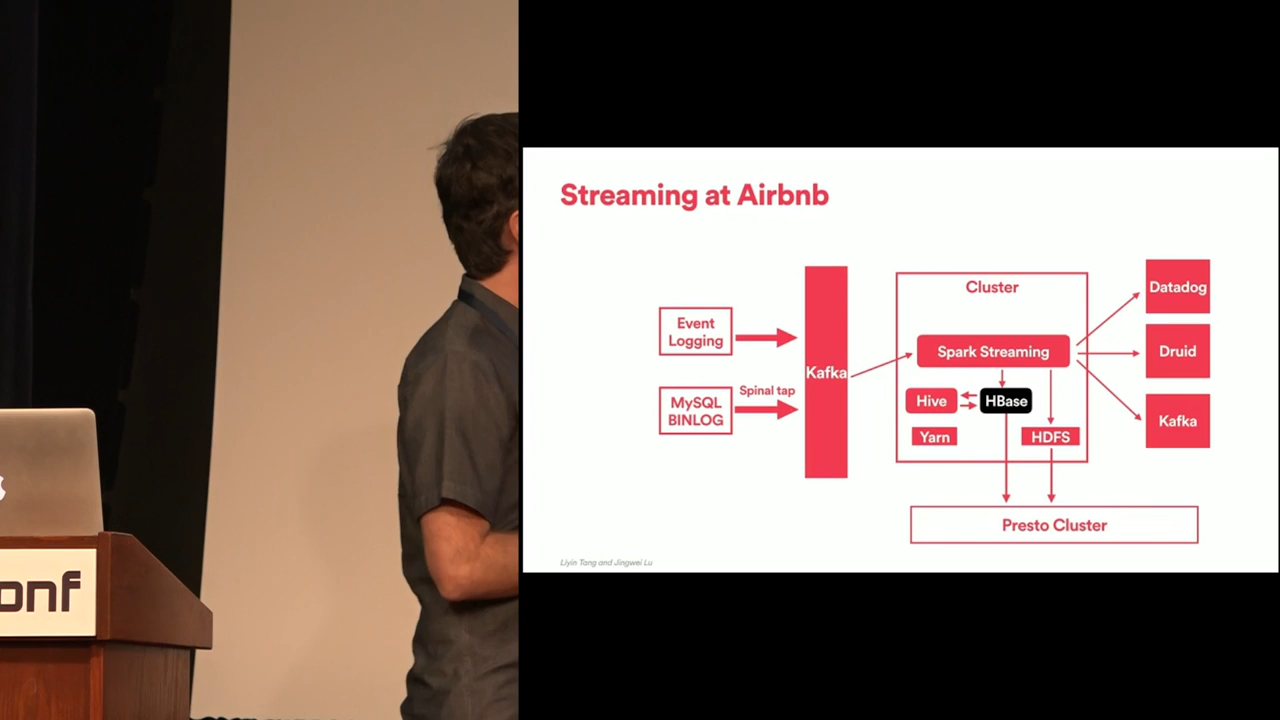 onf
Streaming at Airbnb
Event
Logging
MySQL
BINLOG
Spinal tap
Kafka
Cluster
Spark Streaming
Hive
HBase
Yarn
HDFS
Datadog
Druid
Kafka
Presto Cluster
Liyin Tang and Jingwei Lu